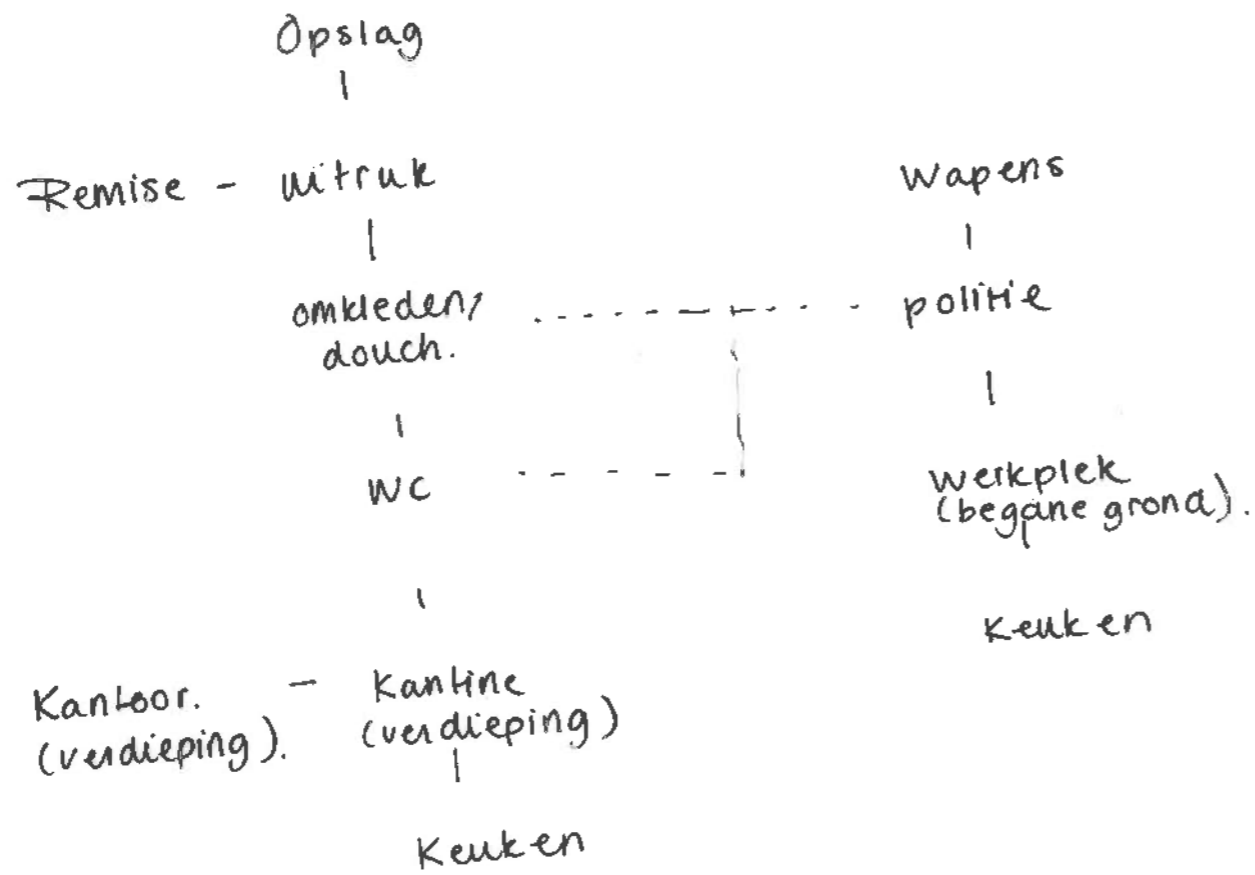 Opslag
Remise - uitruk
Wapens
omkleden/
douch.
politie
WC
werkplek
(begane grond).
Keuken
Kantoor.
(verdieping).
- Kantine
(verdieping)
Keuken